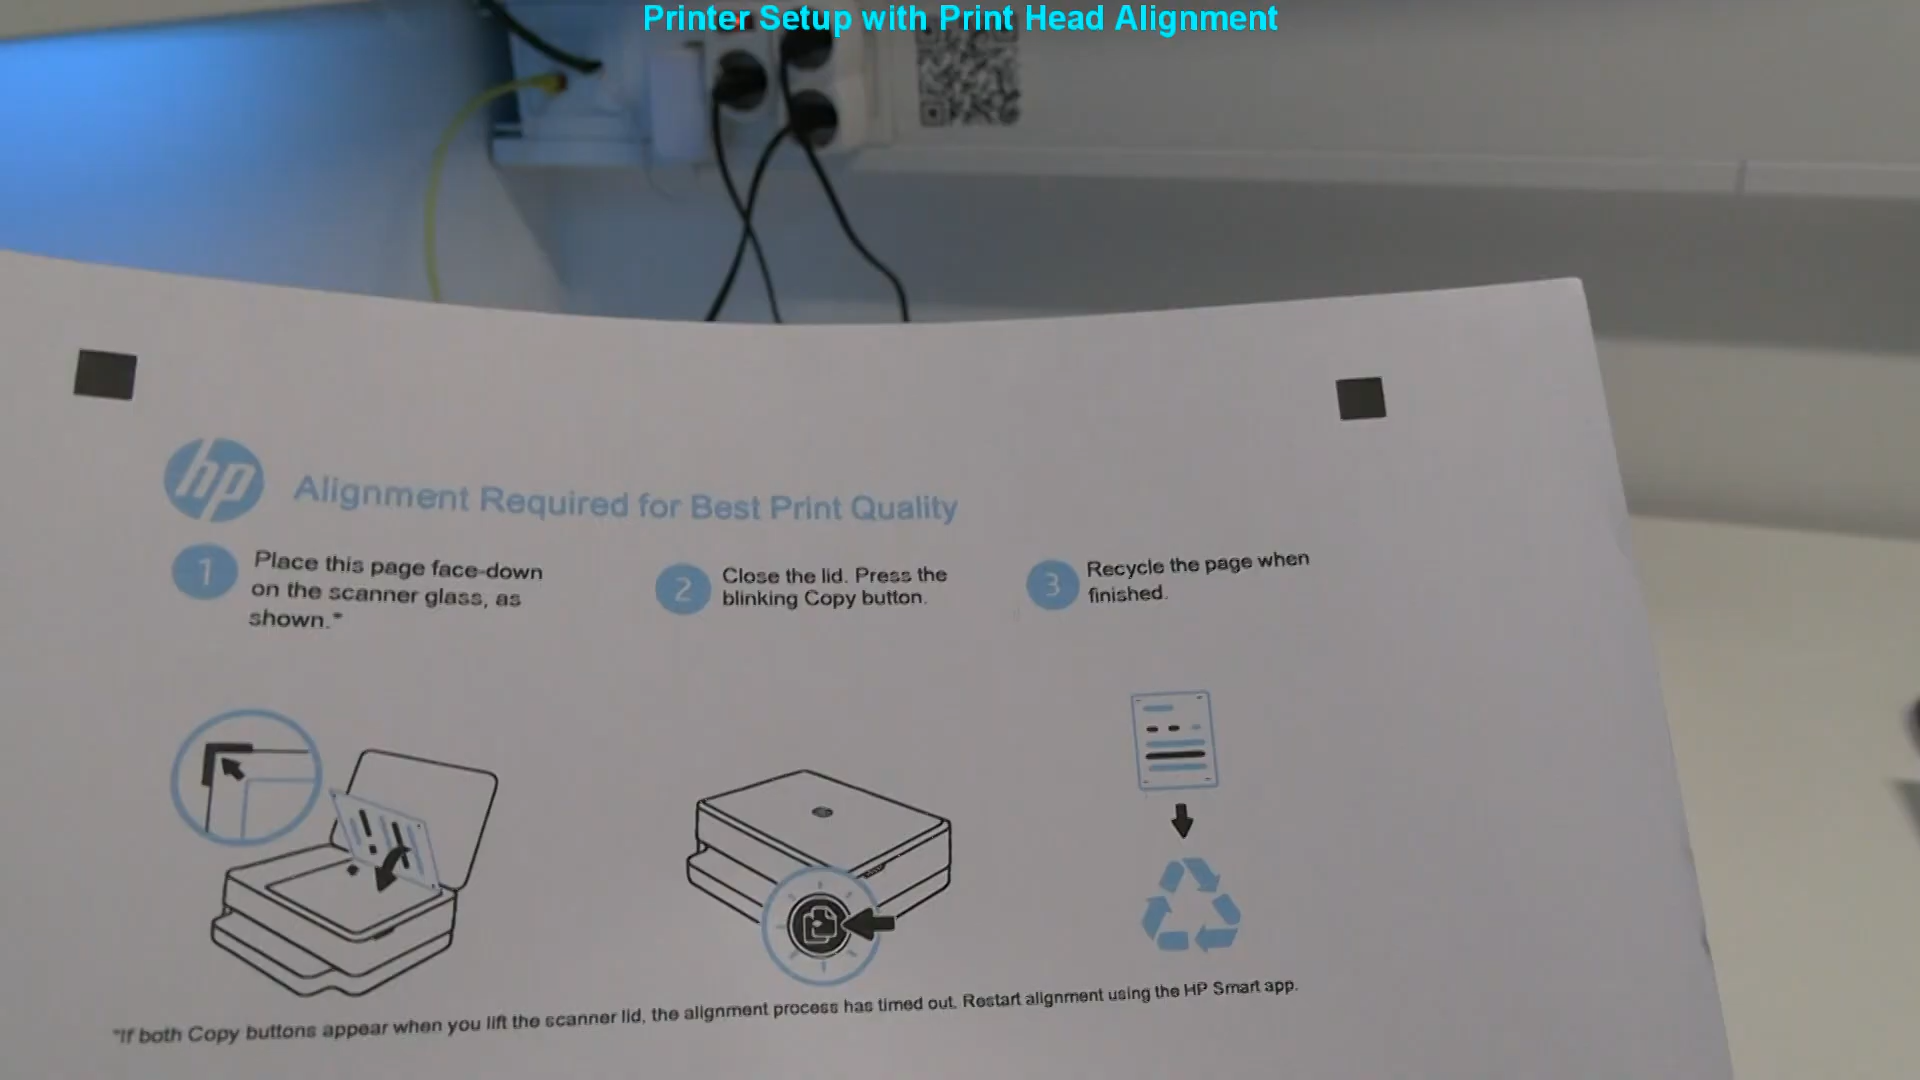 Printer Setup with Print Head Alignment
hp
Alignment Required for Best Print Quality
1
Place this page face-down
on the scanner glass, as
shown.*
2
Close the lid. Press the
blinking Copy button.
3
Recycle the page when
finished.
*If both Copy buttons appear when you lift the scanner lid, the alignment process has timed out. Restart alignment using the HP Smart app.